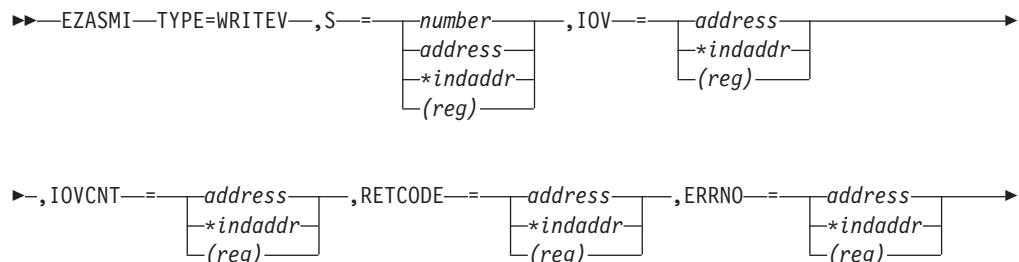 EZASMI TYPE=WRITEV ,S = number ,IOV = address
address *indaddr
*indaddr (reg)
(reg)
,IOVCNT = address ,RETCODE = address ,ERRNO = address
*indaddr *indaddr *indaddr
(reg) (reg) (reg)